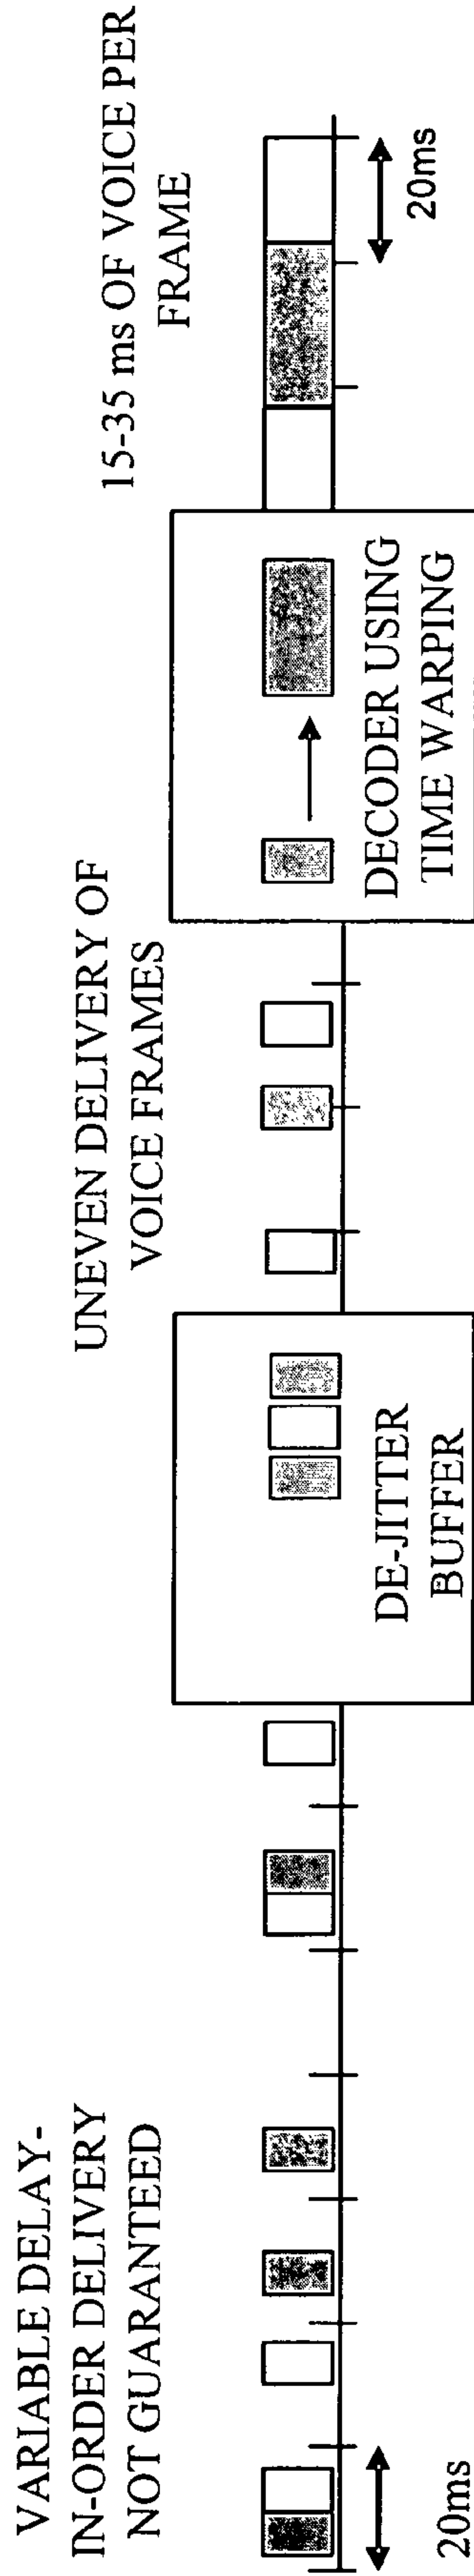 VARIABLE DELAY-
IN-ORDER DELIVERY
NOT GUARANTEED
20ms
DE-JITTER
BUFFER
UNEVEN DELIVERY OF
VOICE FRAMES
DECODER USING
TIME WARPING
15-35 ms OF VOICE PER
FRAME
20ms